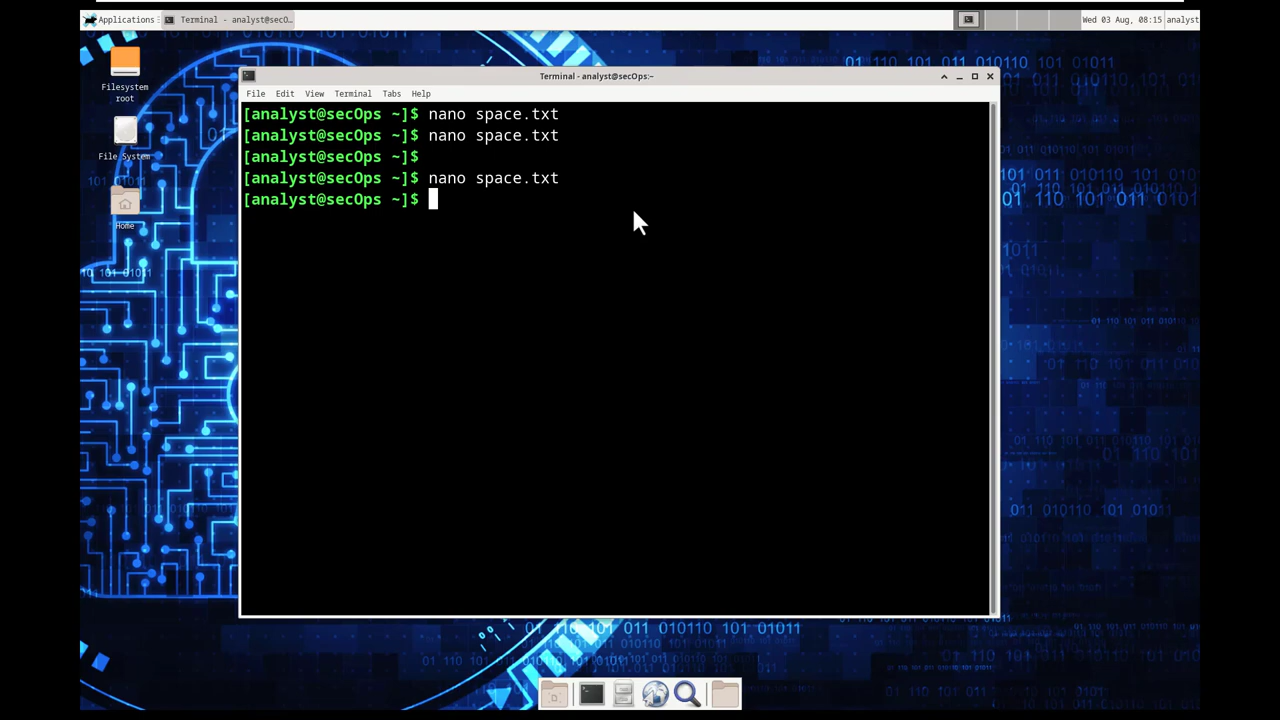 Applications
Terminal - analyst@secO...
Wed 03 Aug, 08:15
analyst
Filesystem
root
File System
Home
Terminal - analyst@secOps:~
File Edit View Terminal Tabs Help
[analyst@secOps ~]$ nano space.txt
[analyst@secOps ~]$ nano space.txt
[analyst@secOps ~]$
[analyst@secOps ~]$ nano space.txt
[analyst@secOps ~]$